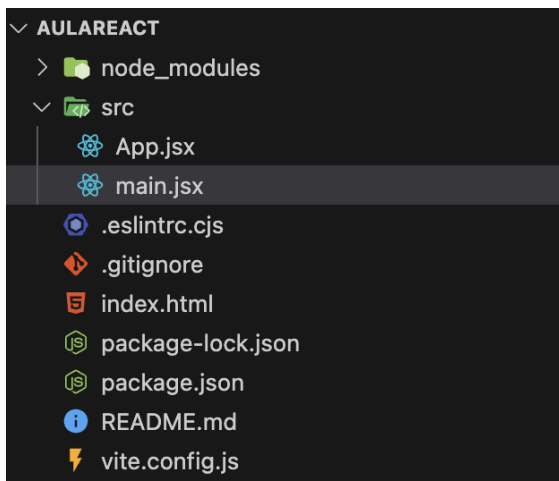 AULAREACT
node_modules
src
App.jsx
main.jsx
.eslintrc.cjs
.gitignore
index.html
package-lock.json
package.json
README.md
vite.config.js